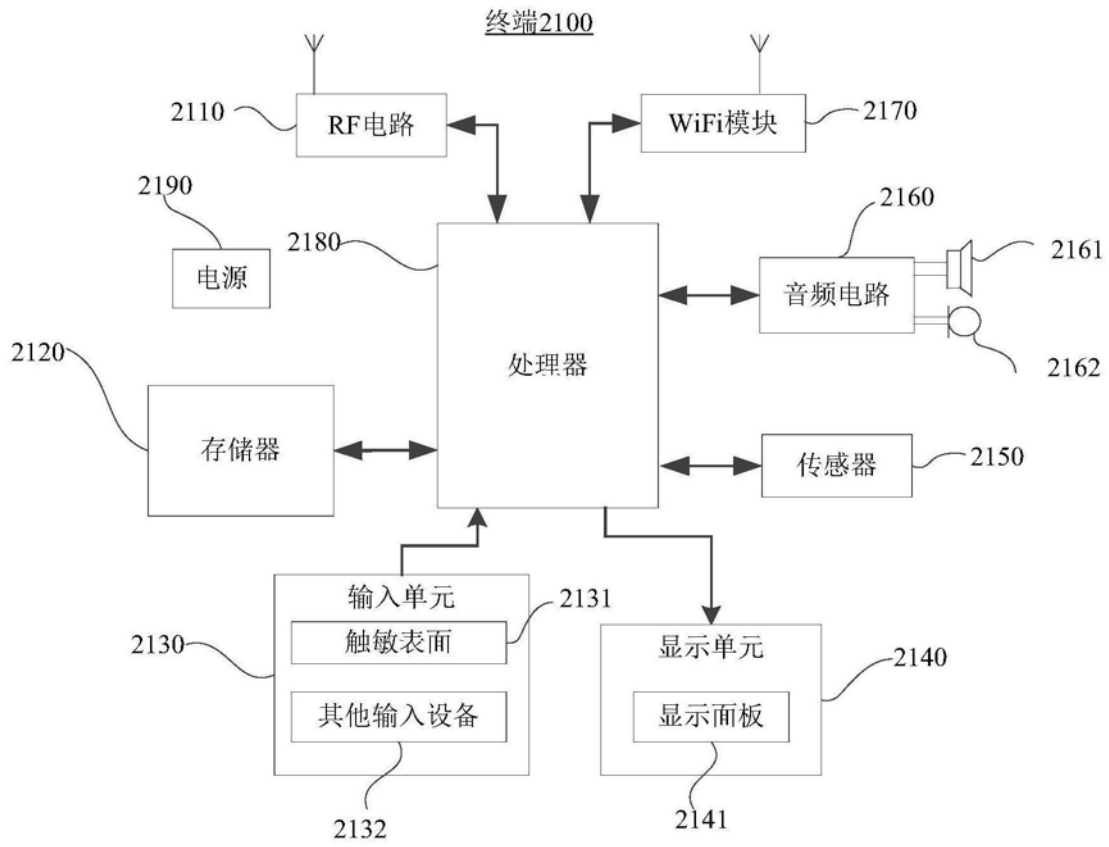 终端2100
2110
RF电路
WiFi模块
2170
2190
电源
2180
2160
音频电路
2161
2162
2120
存储器
处理器
传感器
2150
输入单元
2131
触敏表面
2130
其他输入设备
2132
显示单元
2140
显示面板
2141